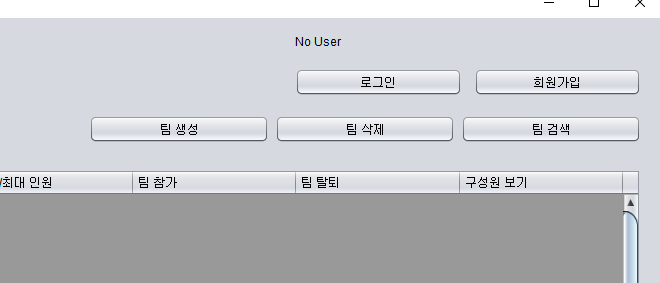 No User
로그인 회원가입
팀 생성 팀 삭제 팀 검색
/최대 인원 팀 참가 팀 탈퇴 구성원 보기